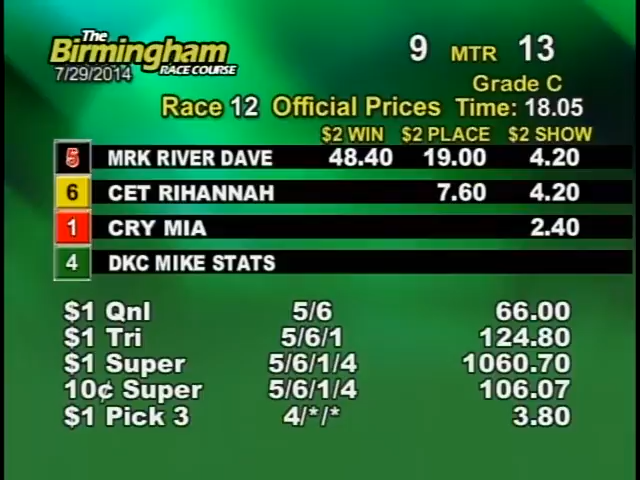 The
Birmingham
RACE COURSE
7/29/2014
9 MTR 13
Grade C
Race 12 Official Prices Time: 18.05
$2 WIN $2 PLACE $2 SHOW
5 MRK RIVER DAVE 48.40 19.00 4.20
6 CET RIHANNAH 7.60 4.20
1 CRY MIA 2.40
4 DKC MIKE STATS
$1 Qnl 5/6 66.00
$1 Tri 5/6/1 124.80
$1 Super 5/6/1/4 1060.70
10¢ Super 5/6/1/4 106.07
$1 Pick 3 4/*/* 3.80